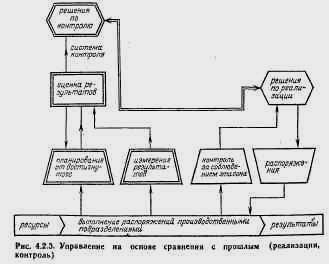 решения
по
контролю
система
контроля
оценка ре-
зультатов
решения
по реали-
зации
планирование
от достигну-
того
измерение
результа-
тов
контроль
за соблюде-
нием эталона
распоряже-
ния
ресурсы
выполнение распоряжений производственными
подразделениями
результаты
Рис. 4.2.3. Управление на основе сравнения с прошлым (реализация,
контроль)